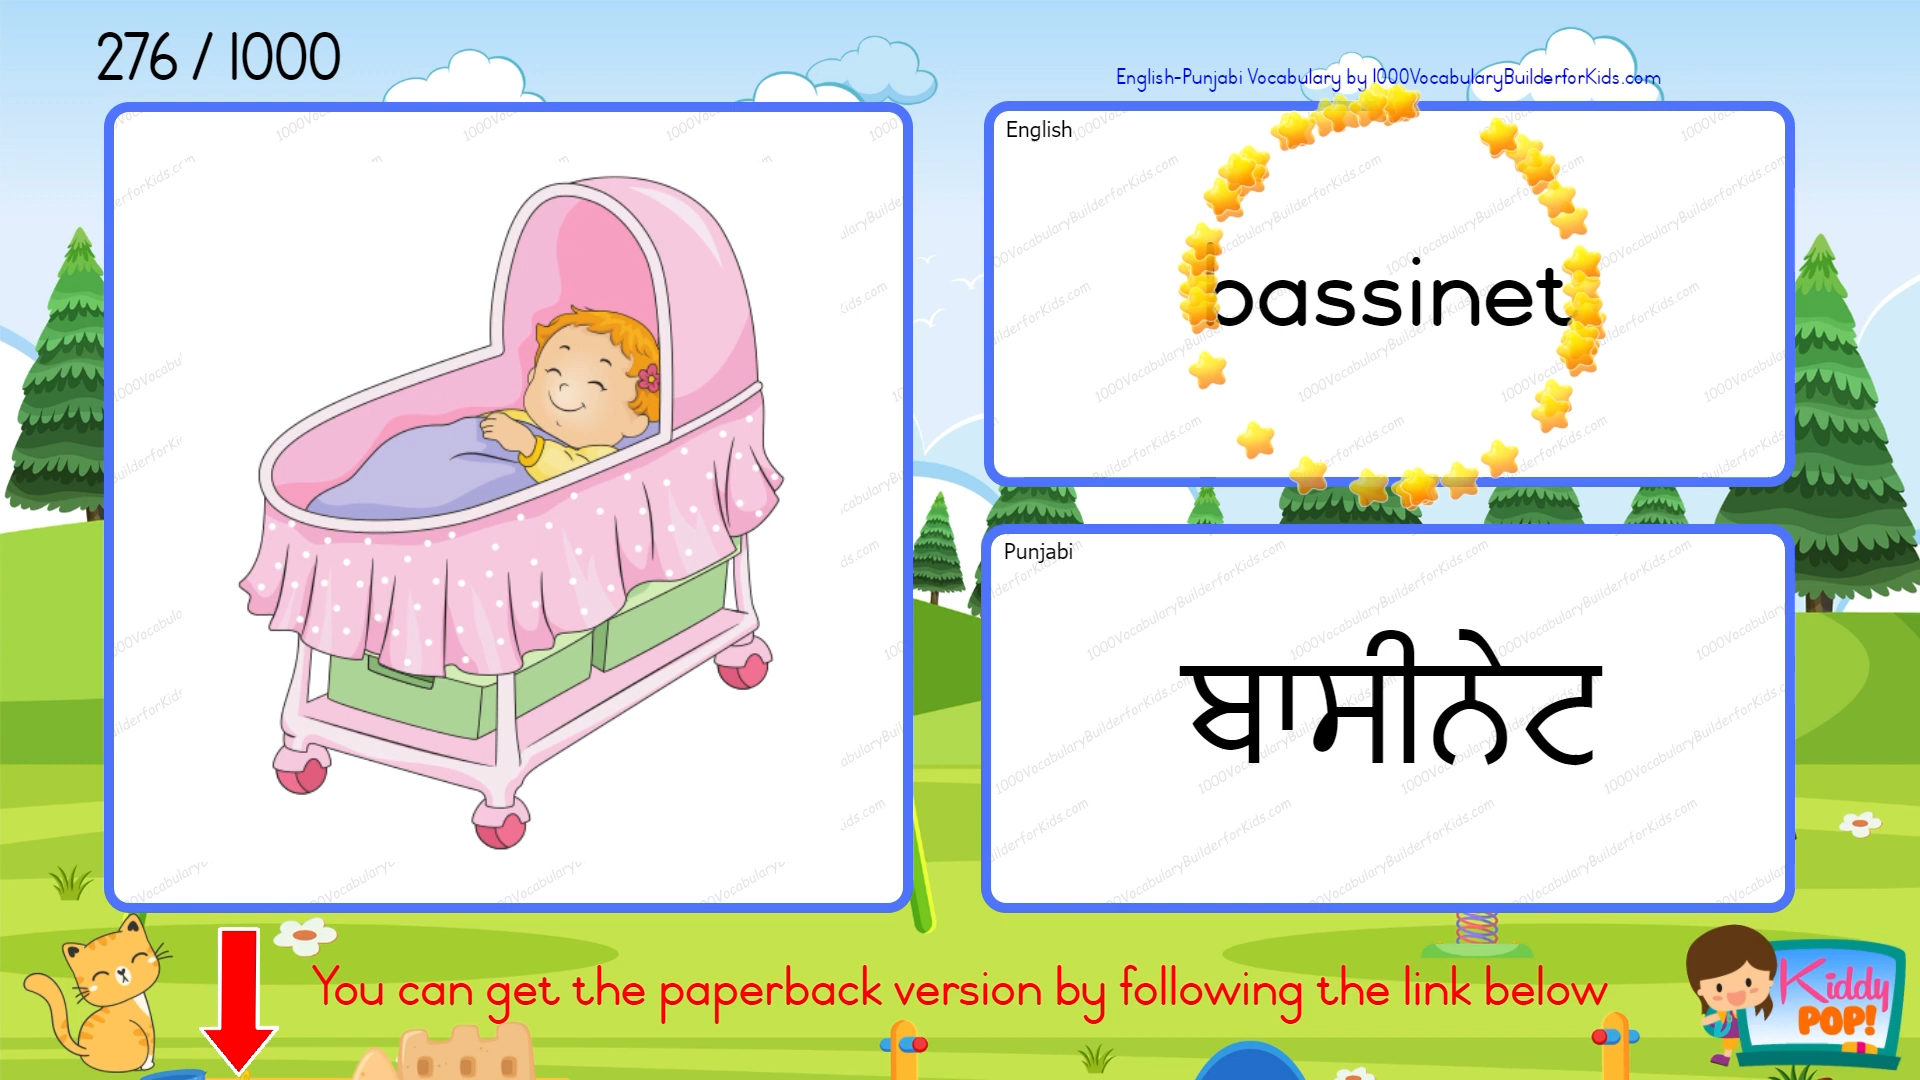 276 / 1000
English-Punjabi Vocabulary by 1000VocabularyBuilderforKids.com
English
bassinet
Punjabi
ਬਾਸੀਨੇਟ
You can get the paperback version by following the link below
Kiddy
POP!